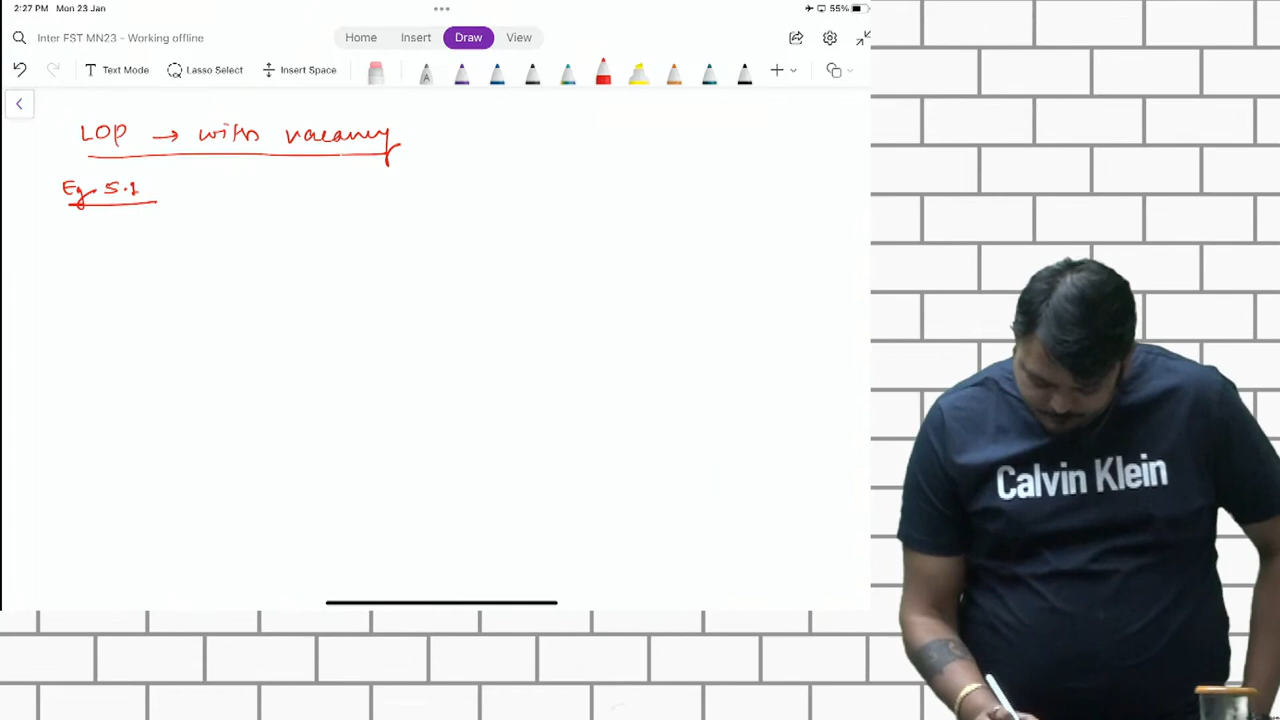 2:27 PM Mon 23 Jan
55%
Inter FST MN23 - Working offline
Home Insert Draw View
Text Mode Lasso Select Insert Space
A
LOP → with vacancy
Eg. 5.1
Calvin Klein